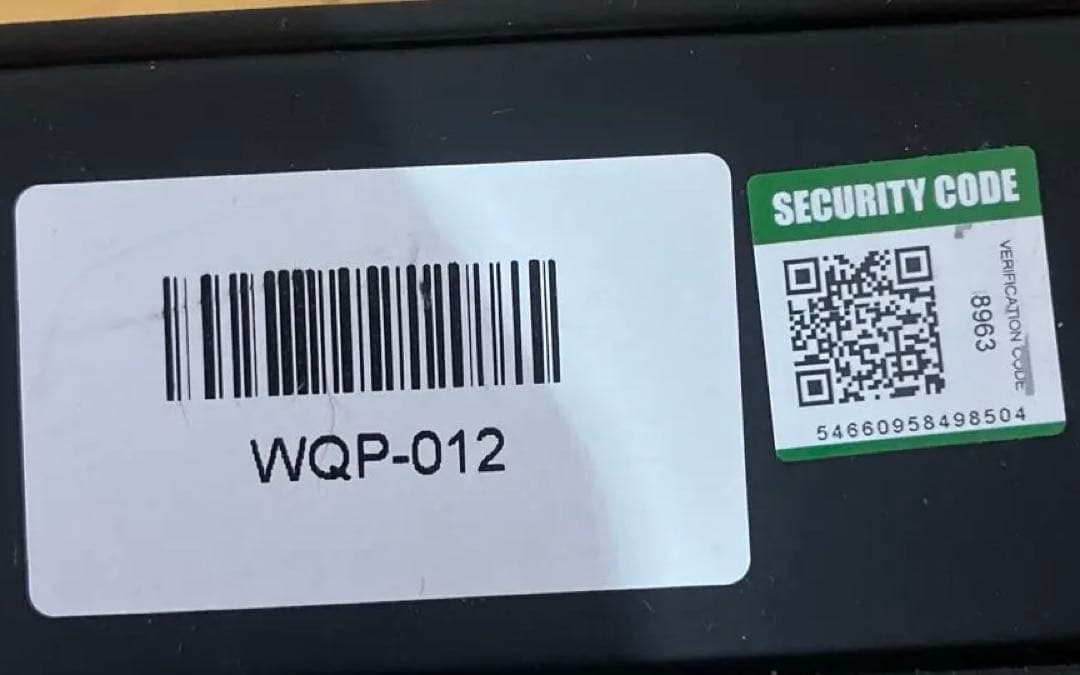 WQP-012
SECURITY CODE
VERIFICATION CODE
8963
54660958498504